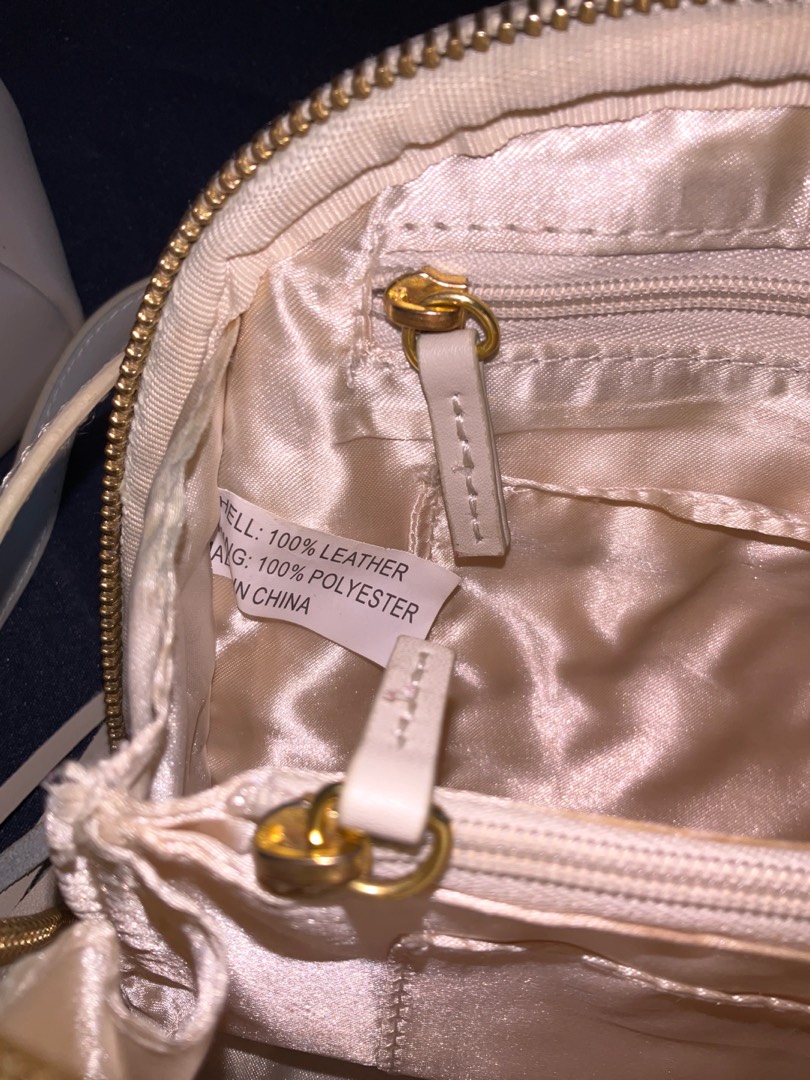 HELL: 100% LEATHER
NG: 100% POLYESTER
IN CHINA